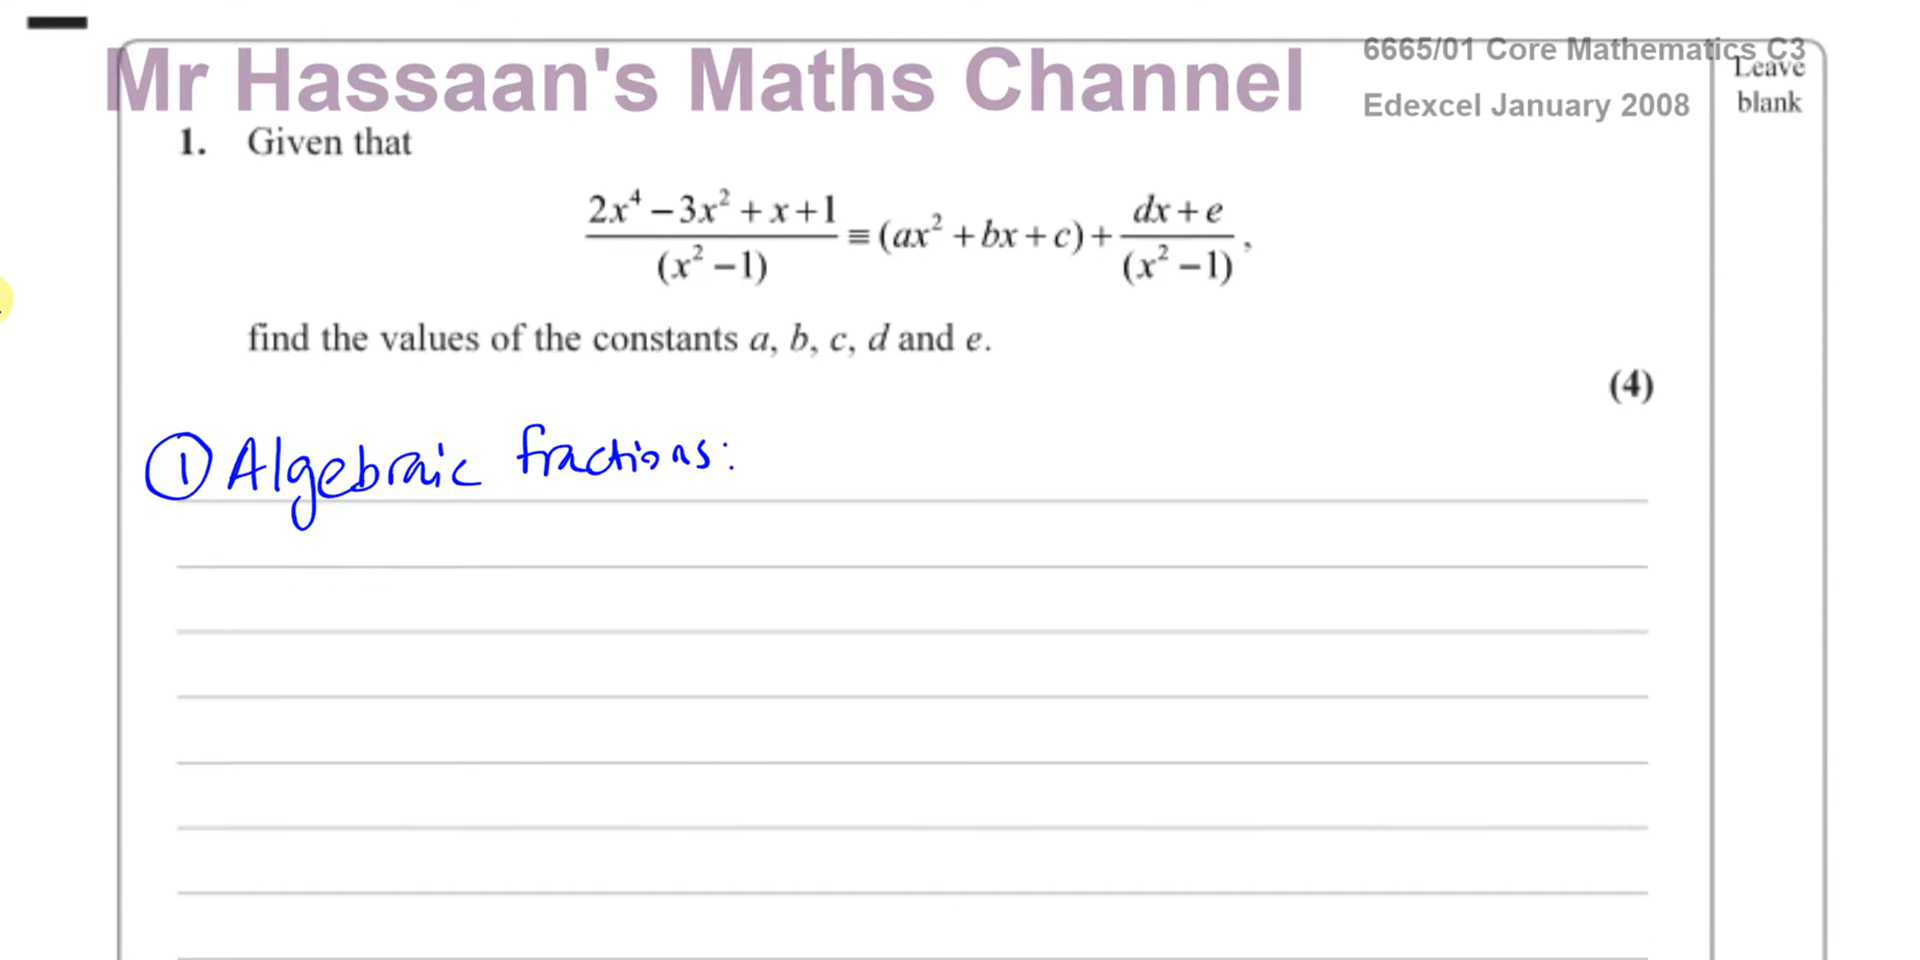 Mr Hassaan's Maths Channel
6665/01 Core Mathematics C3
Edexcel January 2008
Leave
blank
1. Given that
(2x⁴ − 3x² + x + 1)/(x² − 1) ≡ (ax² + bx + c) + (dx + e)/(x² − 1),
find the values of the constants a, b, c, d and e.
(4)
① Algebraic fractions: